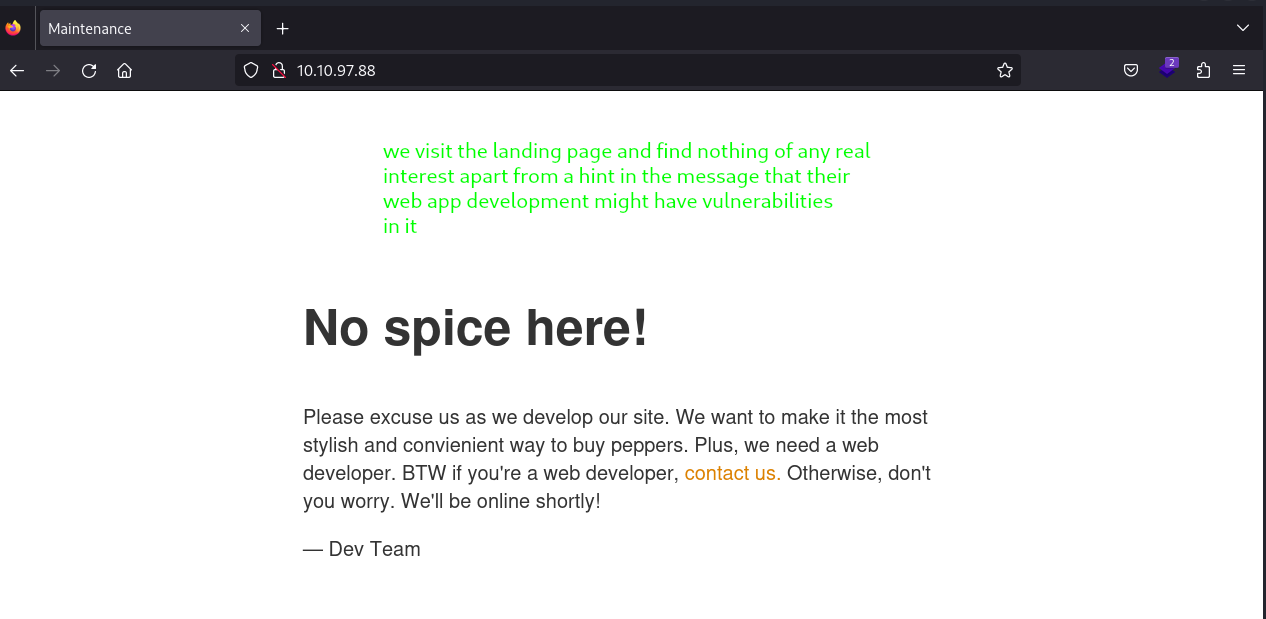 Maintenance
10.10.97.88
2
we visit the landing page and find nothing of any real
interest apart from a hint in the message that their
web app development might have vulnerabilities
in it
No spice here!
Please excuse us as we develop our site. We want to make it the most
stylish and convienient way to buy peppers. Plus, we need a web
developer. BTW if you're a web developer, contact us. Otherwise, don't
you worry. We'll be online shortly!
— Dev Team